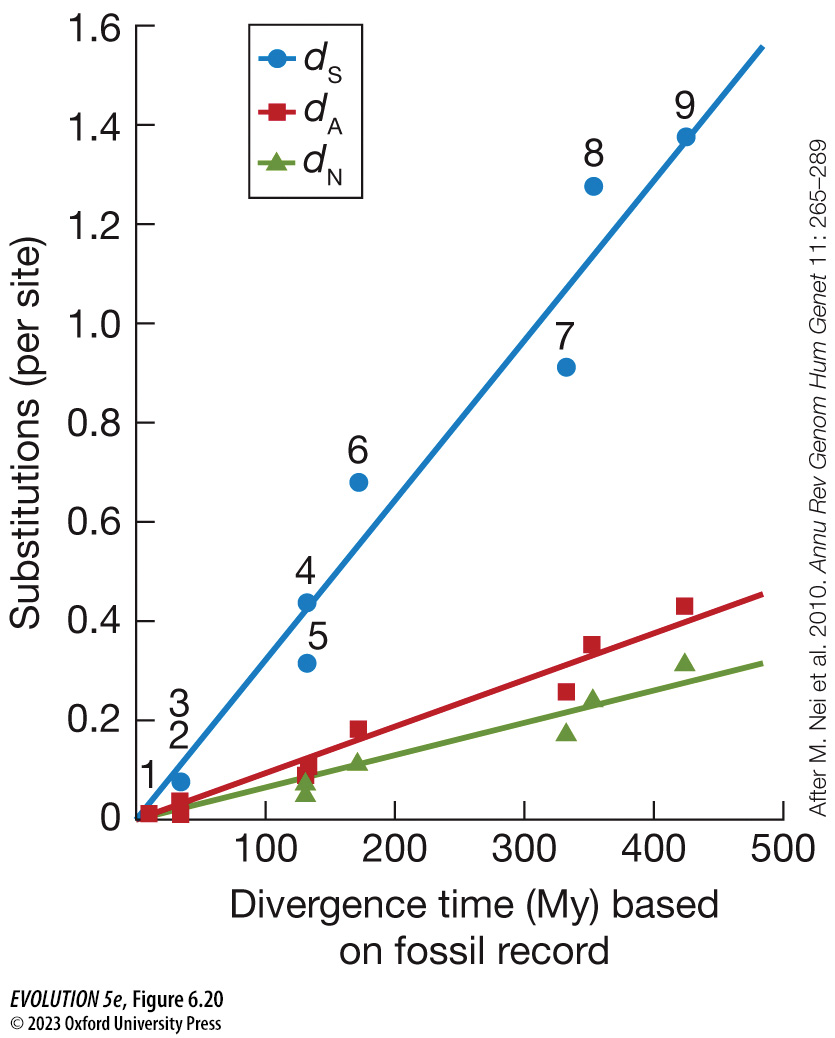 1.6
1.4
1.2
1.0
0.8
0.6
0.4
0.2
0
Substitutions (per site)
dS
dA
dN
9
8
7
6
4
5
3
2
1
100 200 300 400 500
Divergence time (My) based
on fossil record
After M. Nei et al. 2010. Annu Rev Genom Hum Genet 11: 265–289
EVOLUTION 5e, Figure 6.20
© 2023 Oxford University Press